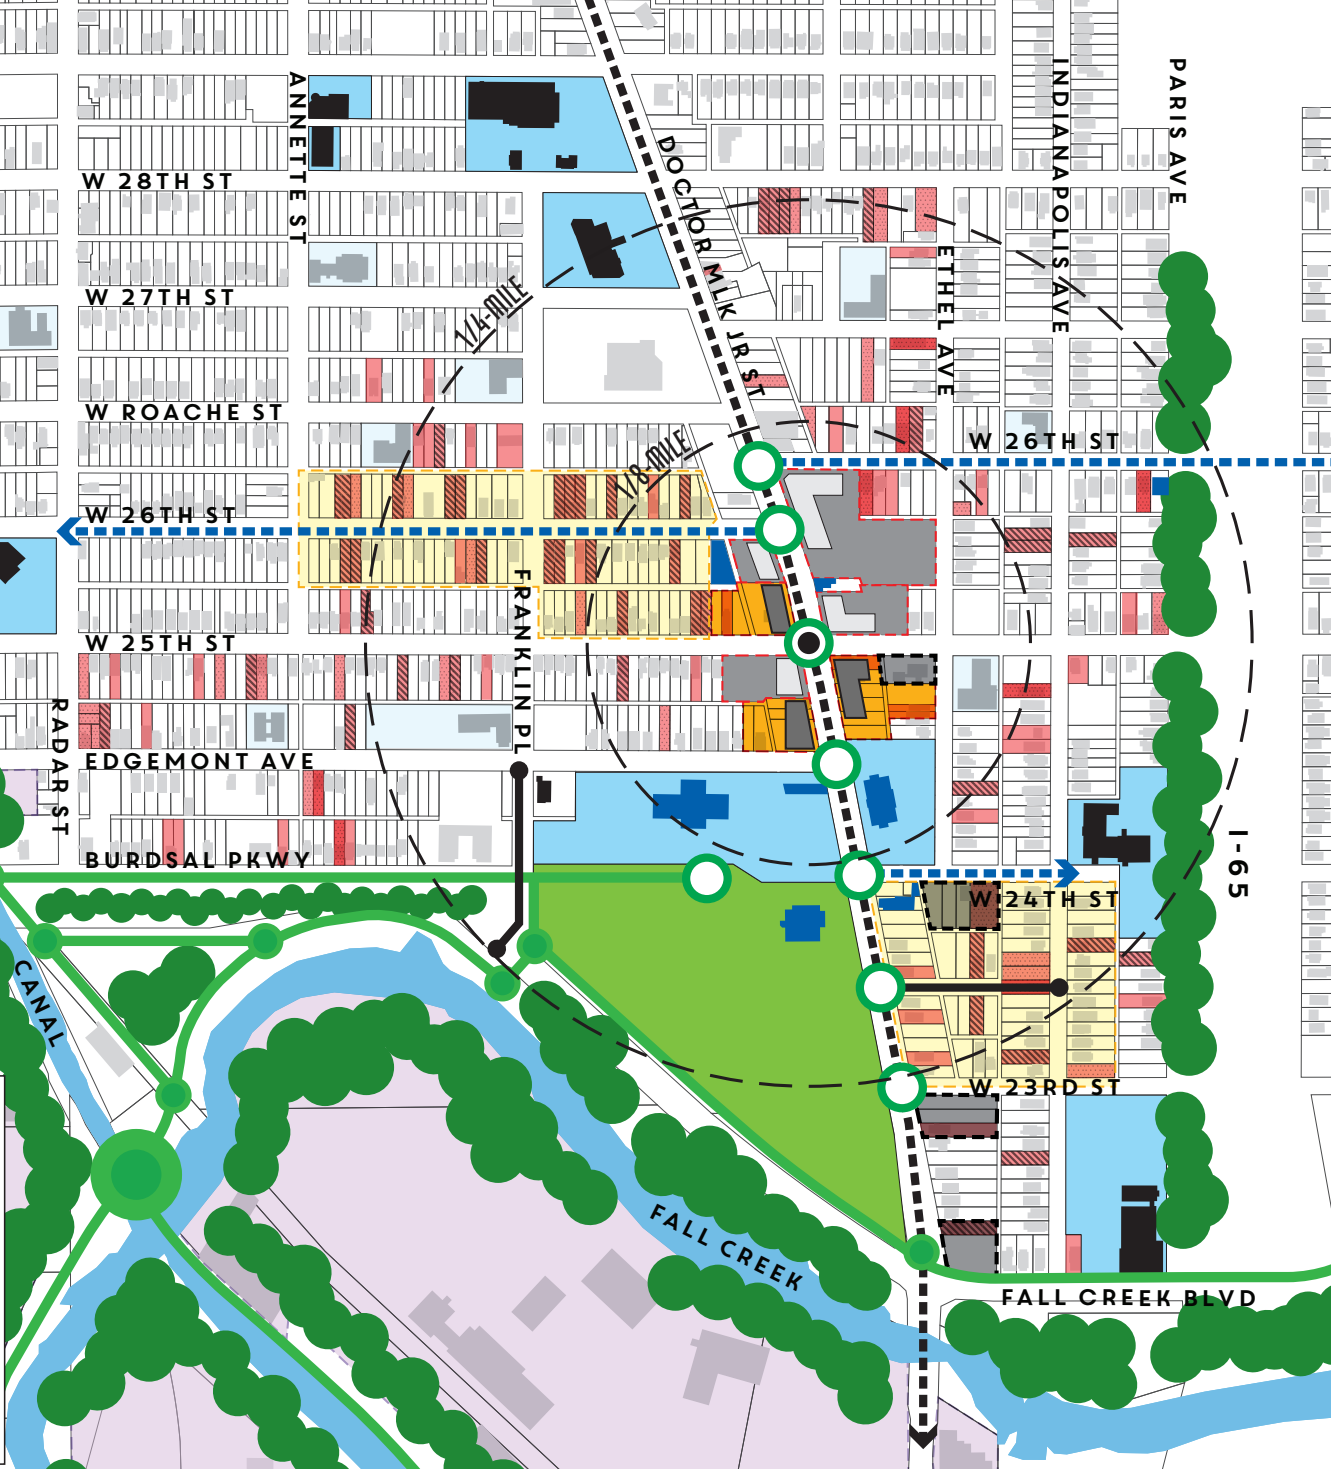 PARIS AVE
INDIANAPOLIS AVE
ANNETTE ST
DOCTOR MLK JR ST
W 28TH ST
ETHEL AVE
1/4-MILE
W 27TH ST
W ROACHE ST
1/8-MILE
W 26TH ST
W 26TH ST
FRANKLIN PL
W 25TH ST
RADAR ST
EDGEMONT AVE
I-65
BURDSAL PKWY
W 24TH ST
CANAL
W 23RD ST
FALL CREEK
FALL CREEK BLVD